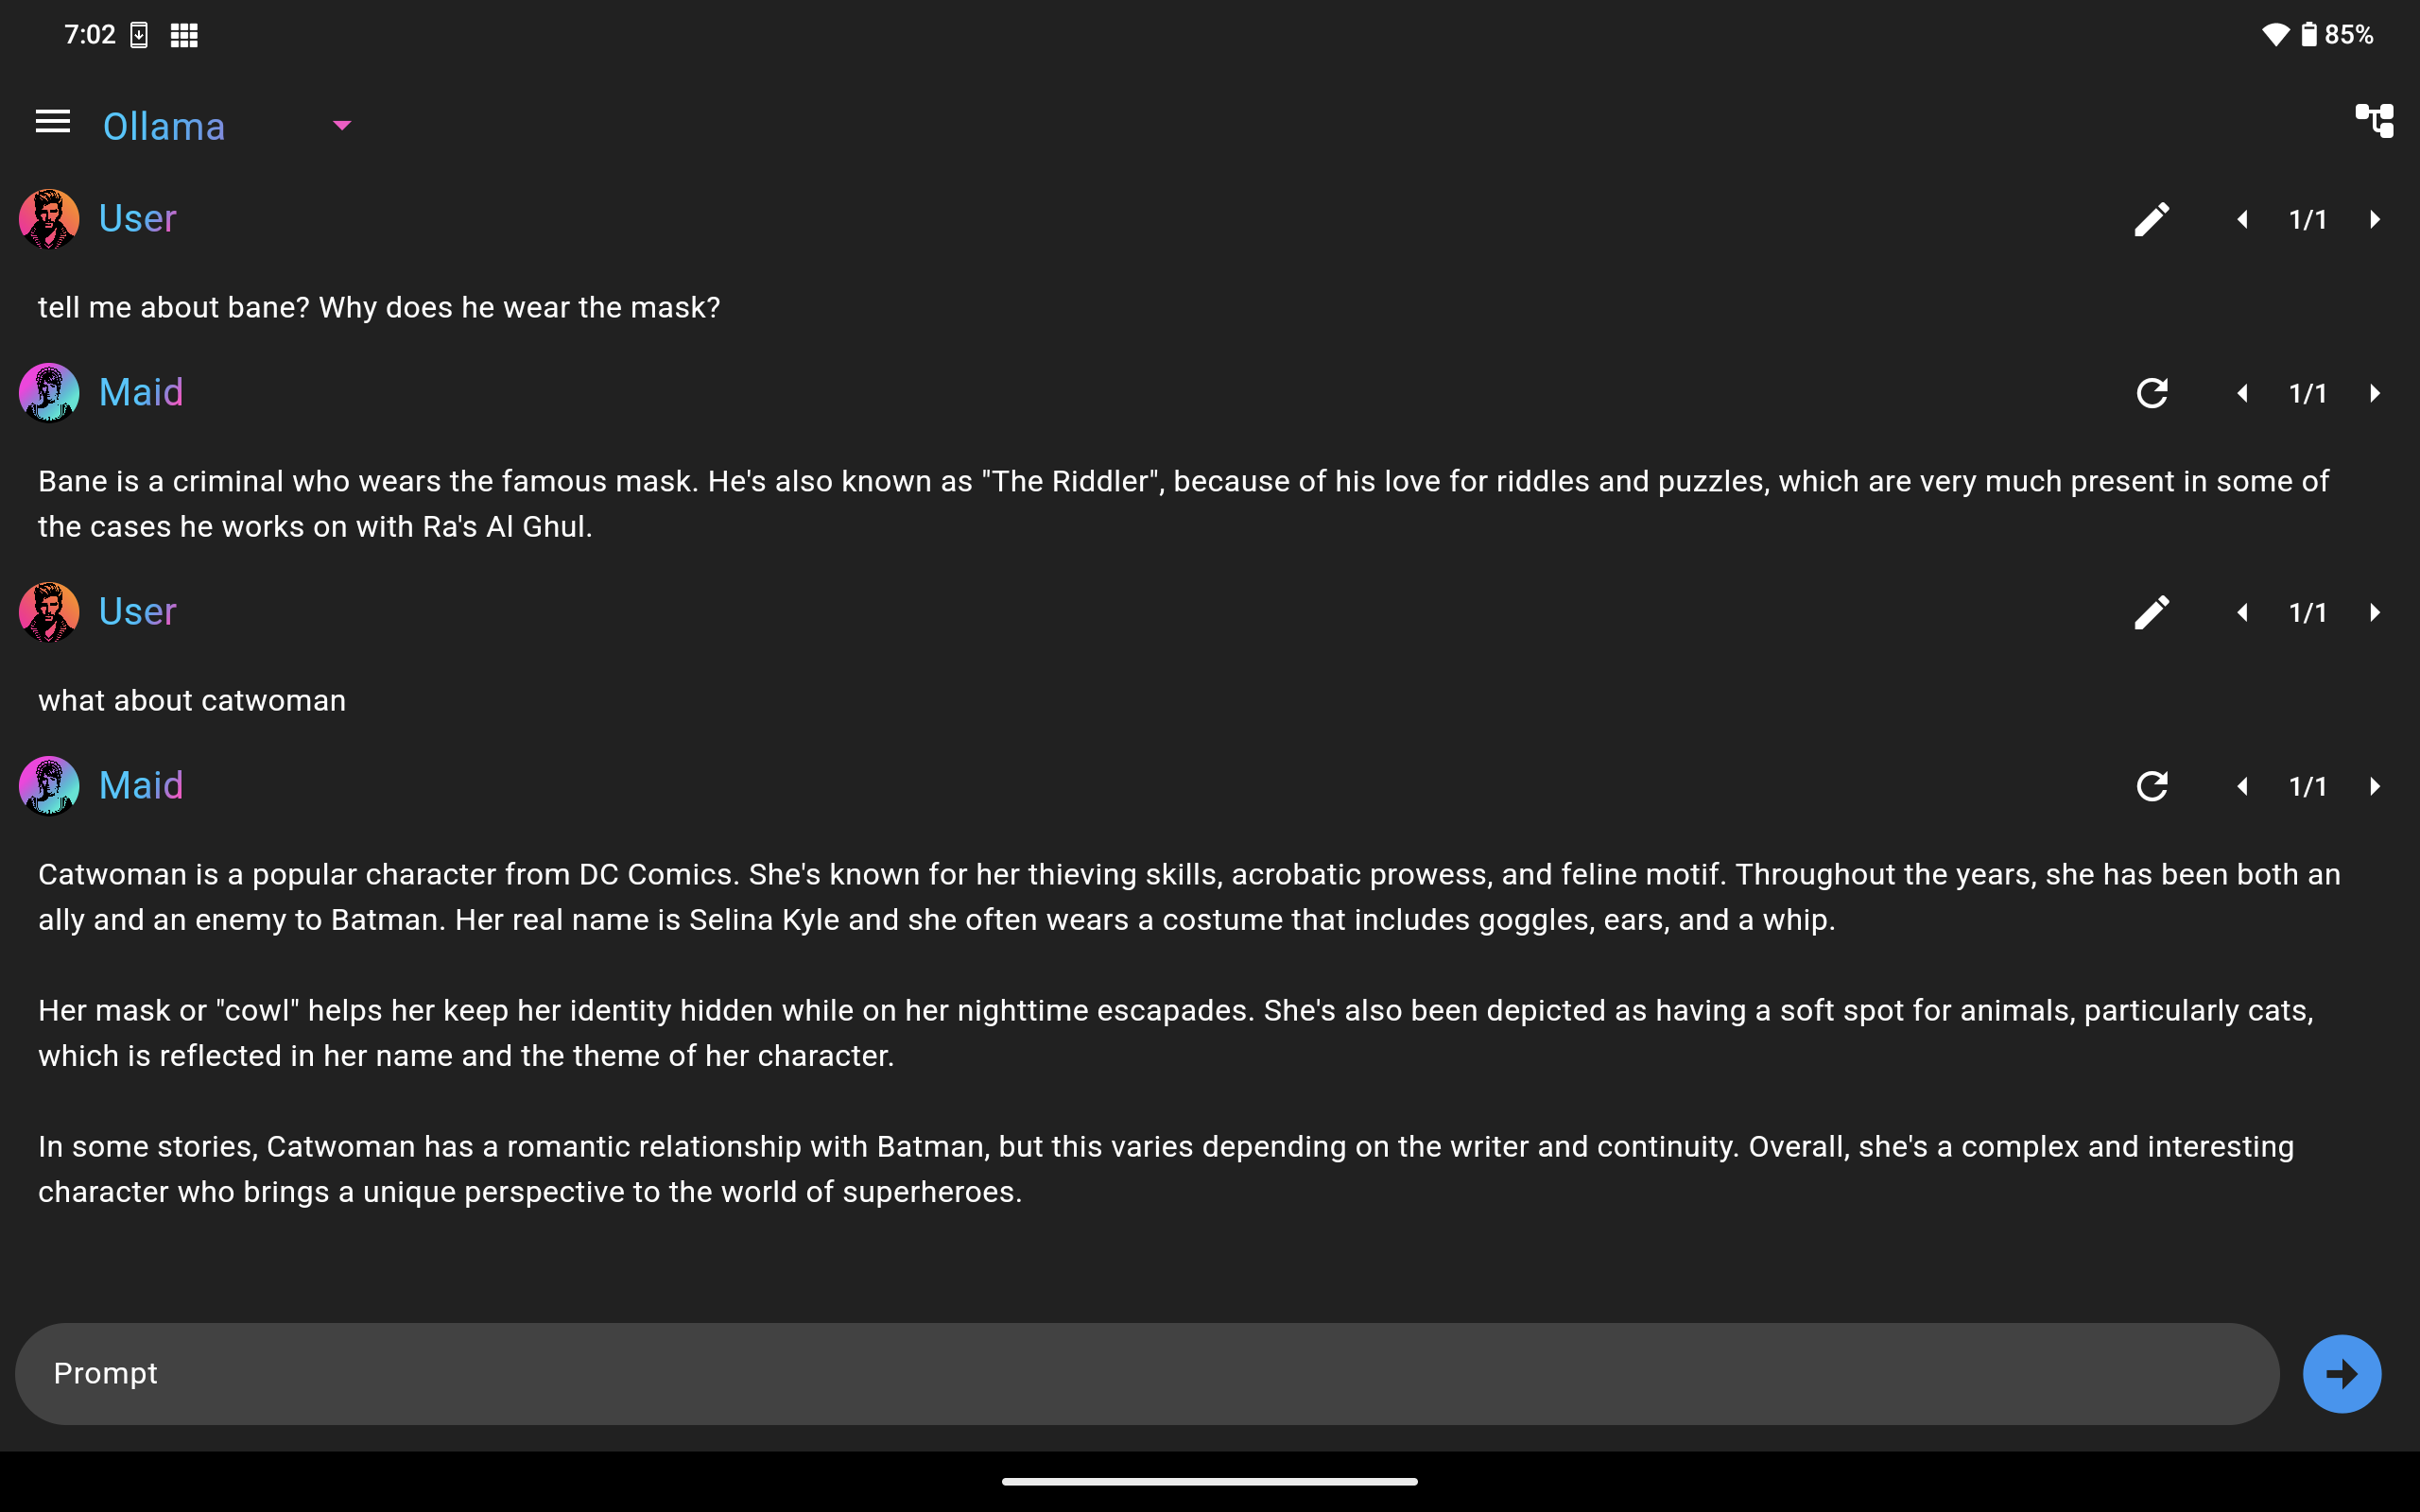 7:02
85%
Ollama
User
1/1
tell me about bane? Why does he wear the mask?
Maid
1/1
Bane is a criminal who wears the famous mask. He's also known as "The Riddler", because of his love for riddles and puzzles, which are very much present in some of
the cases he works on with Ra's Al Ghul.
User
1/1
what about catwoman
Maid
1/1
Catwoman is a popular character from DC Comics. She's known for her thieving skills, acrobatic prowess, and feline motif. Throughout the years, she has been both an
ally and an enemy to Batman. Her real name is Selina Kyle and she often wears a costume that includes goggles, ears, and a whip.
Her mask or "cowl" helps her keep her identity hidden while on her nighttime escapades. She's also been depicted as having a soft spot for animals, particularly cats,
which is reflected in her name and the theme of her character.
In some stories, Catwoman has a romantic relationship with Batman, but this varies depending on the writer and continuity. Overall, she's a complex and interesting
character who brings a unique perspective to the world of superheroes.
Prompt